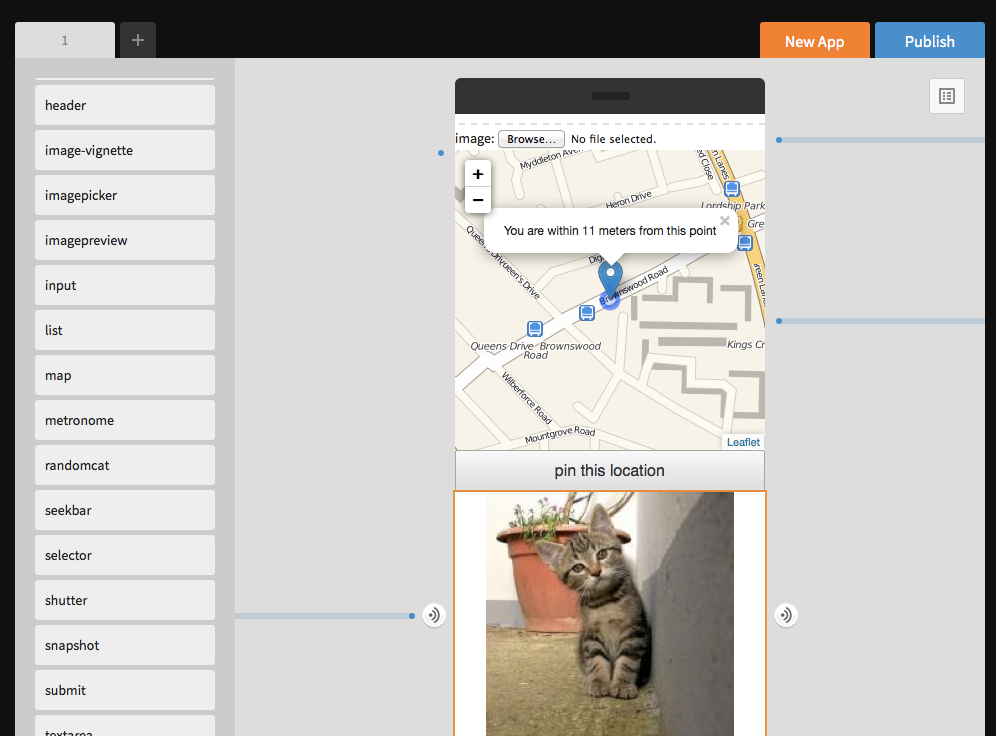 1
+
New App
Publish
header
image-vignette
imagepicker
imagepreview
input
list
map
metronome
randomcat
seekbar
selector
shutter
snapshot
submit
textarea
image: Browse... No file selected.
Myddleton Aven
Heron Drive
Lordship Park
Gre
+
−
You are within 11 meters from this point
×
Queen's Drive
Queen's Drive
Brownswood Road
Queens Drive Brownswood
Road
Kings Cr
Wilberforce Road
Mountgrove Road
Leaflet
pin this location